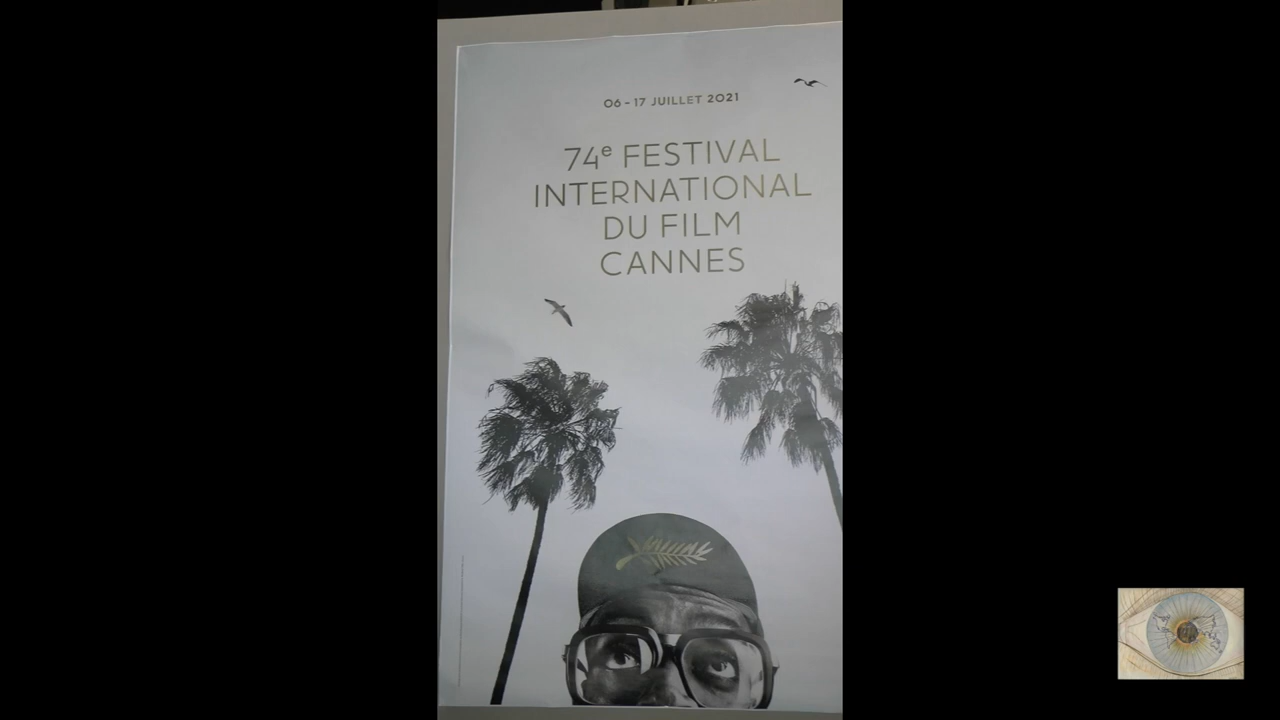 06 - 17 JUILLET 2021
74e FESTIVAL
INTERNATIONAL
DU FILM
CANNES